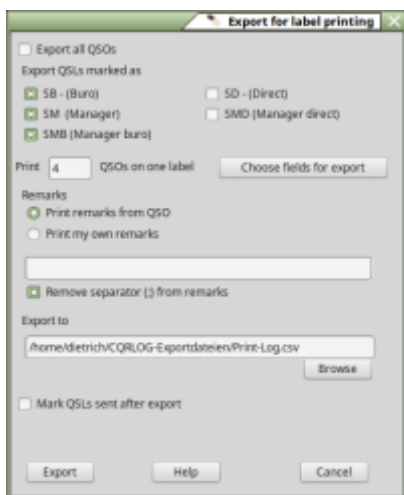 Export for label printing
Export all QSOs
Export QSLs marked as
SB - (Buro) SD - (Direct)
SM (Manager) SMD (Manager direct)
SMB (Manager buro)
Print 4 QSOs on one label Choose fields for export
Remarks
Print remarks from QSO
Print my own remarks
Remove separator (;) from remarks
Export to
/home/dietrich/CQRLOG-Exportdateien/Print-Log.csv
Browse
Mark QSLs sent after export
Export Help Cancel